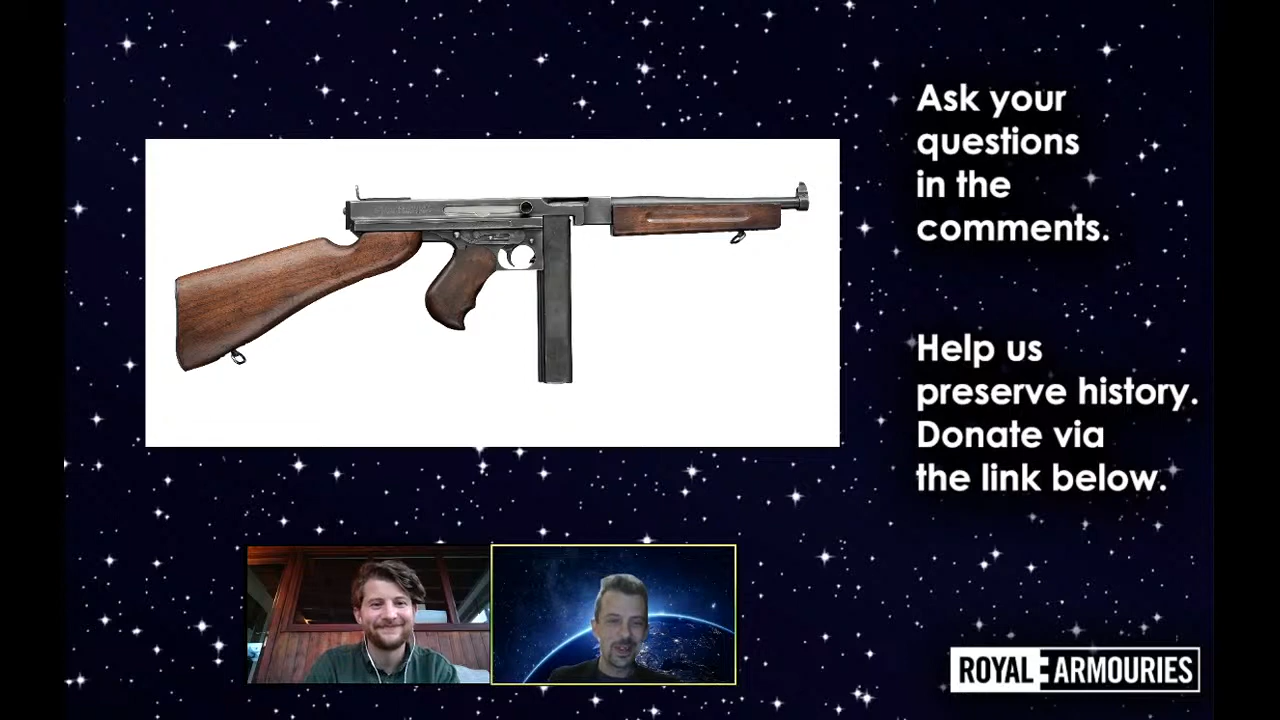 Ask your
questions
in the
comments.
Help us
preserve history.
Donate via
the link below.
ROYAL ARMOURIES